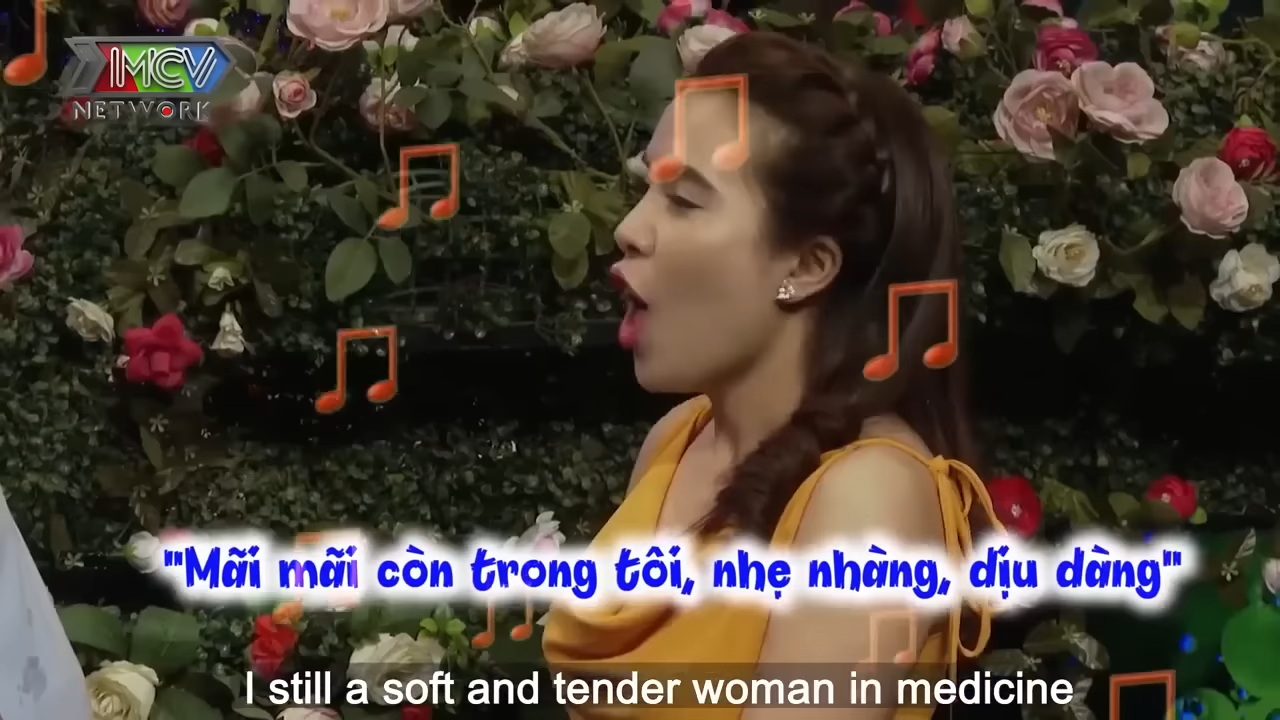 MCV
NETWORK
"Mãi mãi còn trong tôi, nhẹ nhàng, dịu dàng"
I still a soft and tender woman in medicine